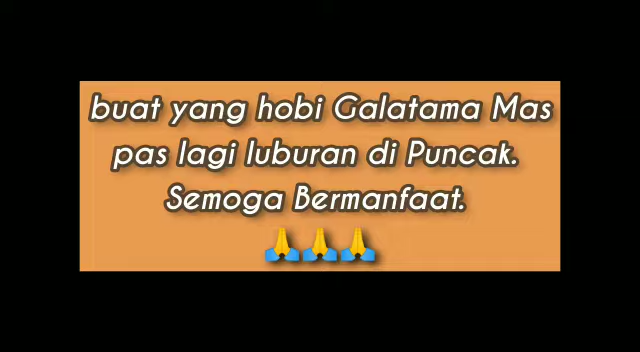 buat yang hobi Galatama Mas
pas lagi luburan di Puncak.
Semoga Bermanfaat.
🙏🙏🙏